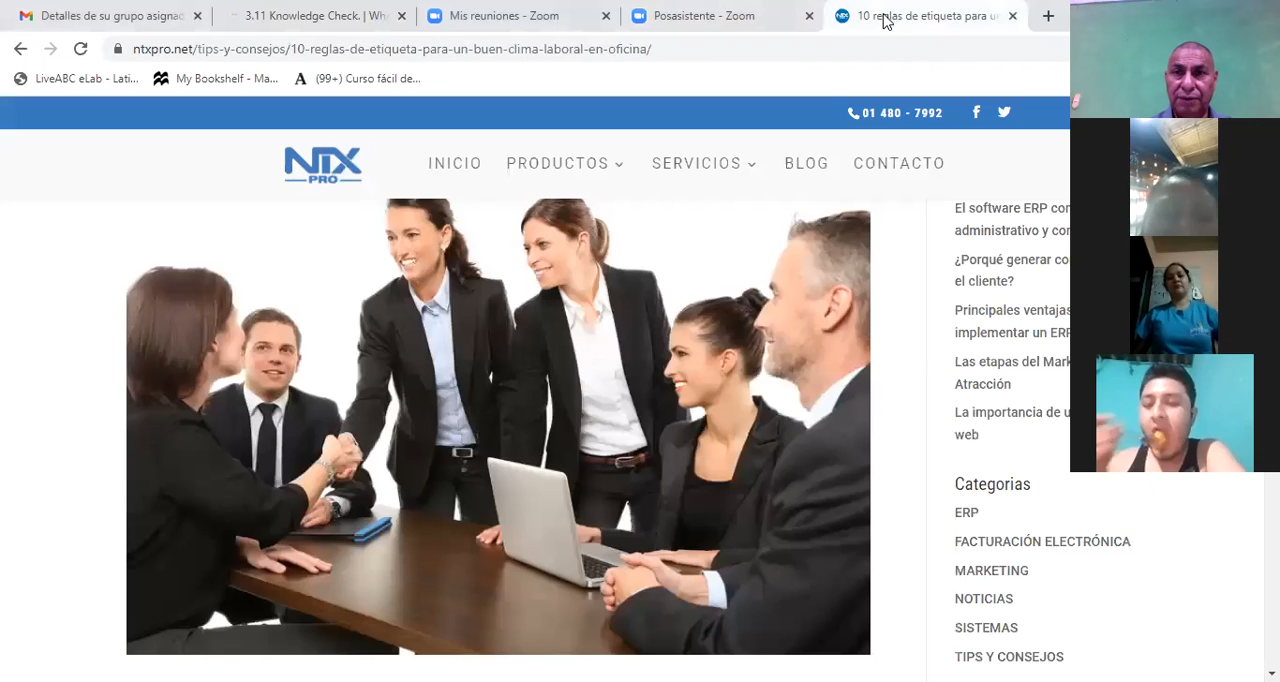 Detalles de su grupo asignad
3.11 Knowledge Check. | Wh
Mis reuniones - Zoom
Posasistente - Zoom
10 reglas de etiqueta para u
ntxpro.net/tips-y-consejos/10-reglas-de-etiqueta-para-un-buen-clima-laboral-en-oficina/
LiveABC eLab - Lati...
My Bookshelf - Ma...
(99+) Curso fácil de...
01 480 - 7992
NTX
PRO
INICIO
PRODUCTOS
SERVICIOS
BLOG
CONTACTO
El software ERP con
administrativo y con
¿Porqué generar co
el cliente?
Principales ventajas
implementar un ERP
Las etapas del Mark
Atracción
La importancia de u
web
Categorias
ERP
FACTURACIÓN ELECTRÓNICA
MARKETING
NOTICIAS
SISTEMAS
TIPS Y CONSEJOS